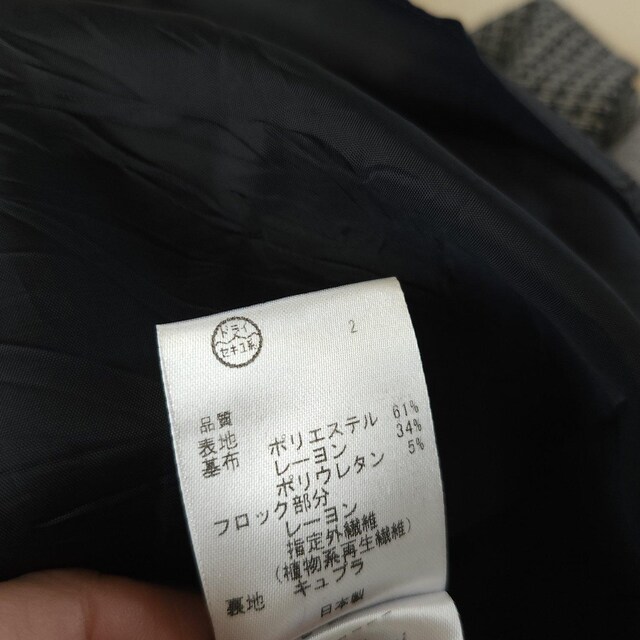 ドミイ
セキユ系
2
品質
表地
基布 ポリエステル 61%
レーヨン 34%
ポリウレタン 5%
フロック部分
レーヨン
指定外繊維
(植物系再生繊維)
裏地 キュプラ
日本製